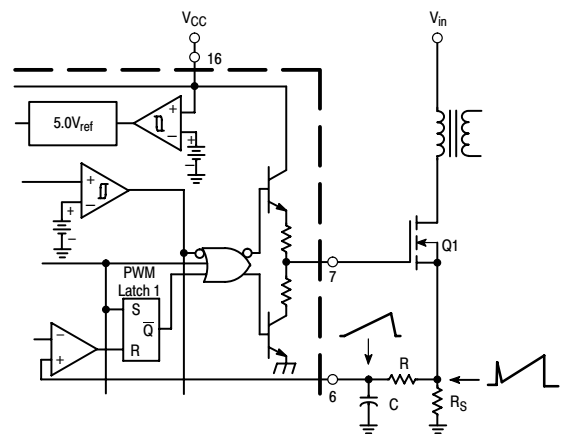 VCC
Vin
16
+
−
5.0Vref
+
−
+
−
+
−
Q1
7
PWM
Latch 1
S
Q
R
−
+
R
6
C
RS